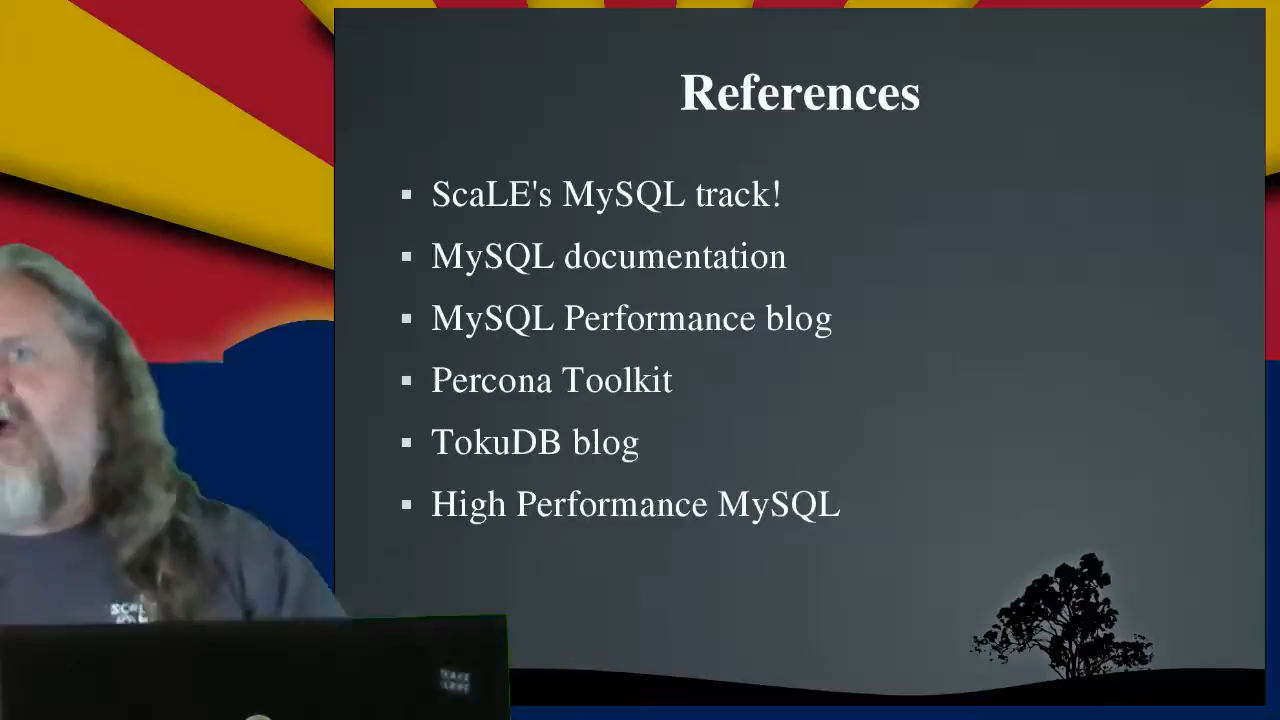 References
ScaLE's MySQL track!
MySQL documentation
MySQL Performance blog
Percona Toolkit
TokuDB blog
High Performance MySQL